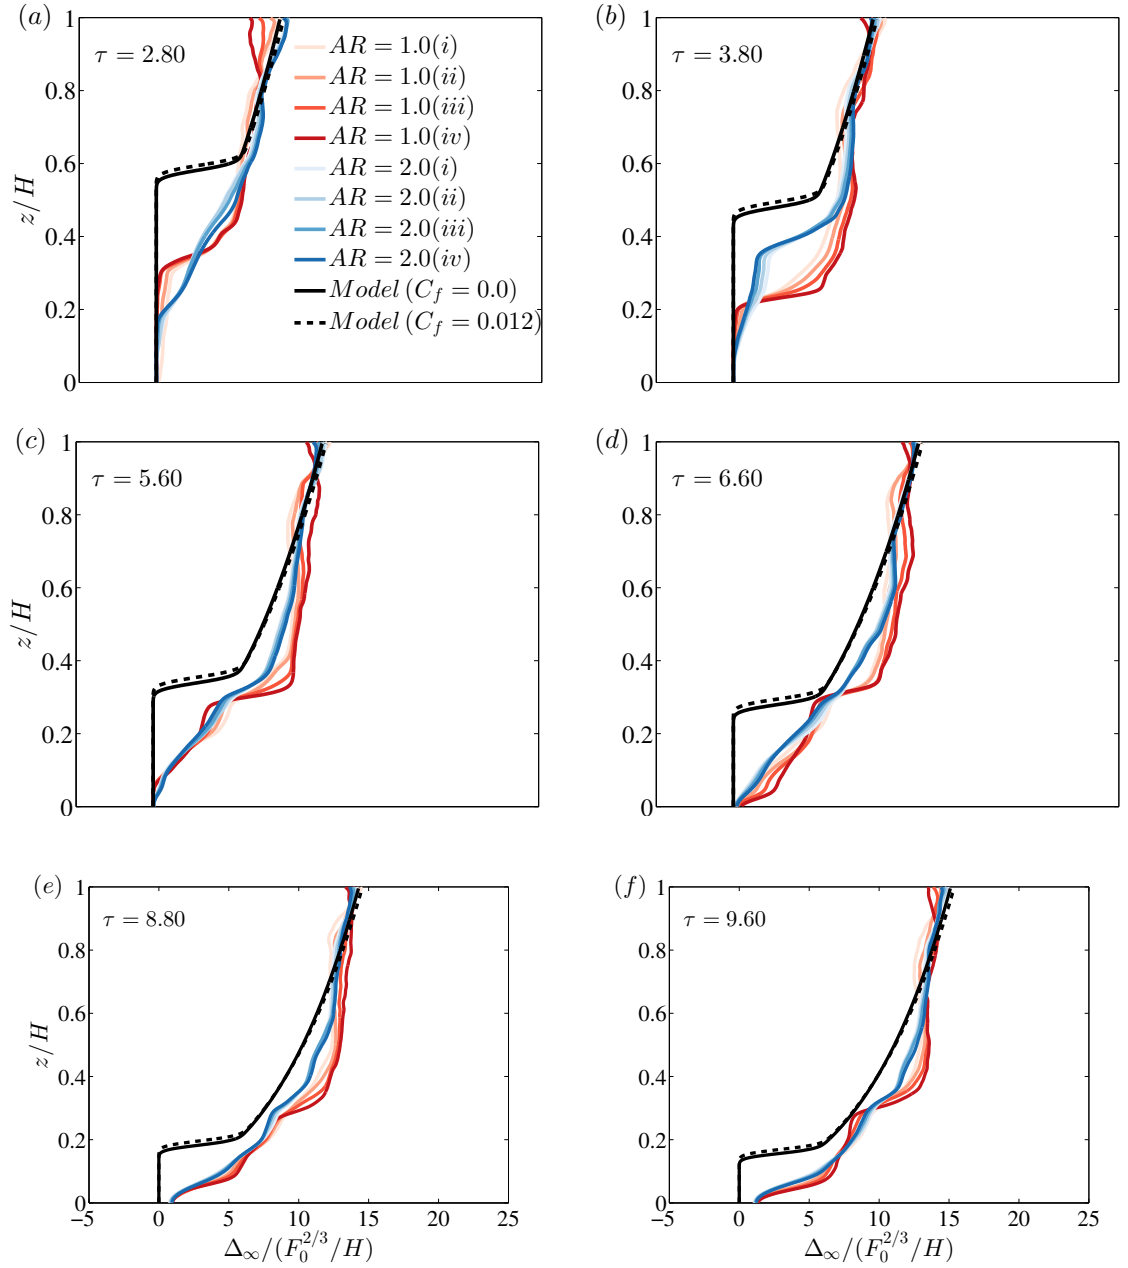 (a)
τ = 2.80
1
0.8
0.6
0.4
0.2
0
z/H
AR = 1.0(i)
AR = 1.0(ii)
AR = 1.0(iii)
AR = 1.0(iv)
AR = 2.0(i)
AR = 2.0(ii)
AR = 2.0(iii)
AR = 2.0(iv)
Model (C_f = 0.0)
Model (C_f = 0.012)
(b)
τ = 3.80
1
0.8
0.6
0.4
0.2
0
(c)
τ = 5.60
1
0.8
0.6
0.4
0.2
0
z/H
(d)
τ = 6.60
1
0.8
0.6
0.4
0.2
0
(e)
τ = 8.80
1
0.8
0.6
0.4
0.2
0
z/H
−5 0 5 10 15 20 25
Δ_∞/(F_0^{2/3}/H)
(f)
τ = 9.60
1
0.8
0.6
0.4
0.2
0
−5 0 5 10 15 20 25
Δ_∞/(F_0^{2/3}/H)